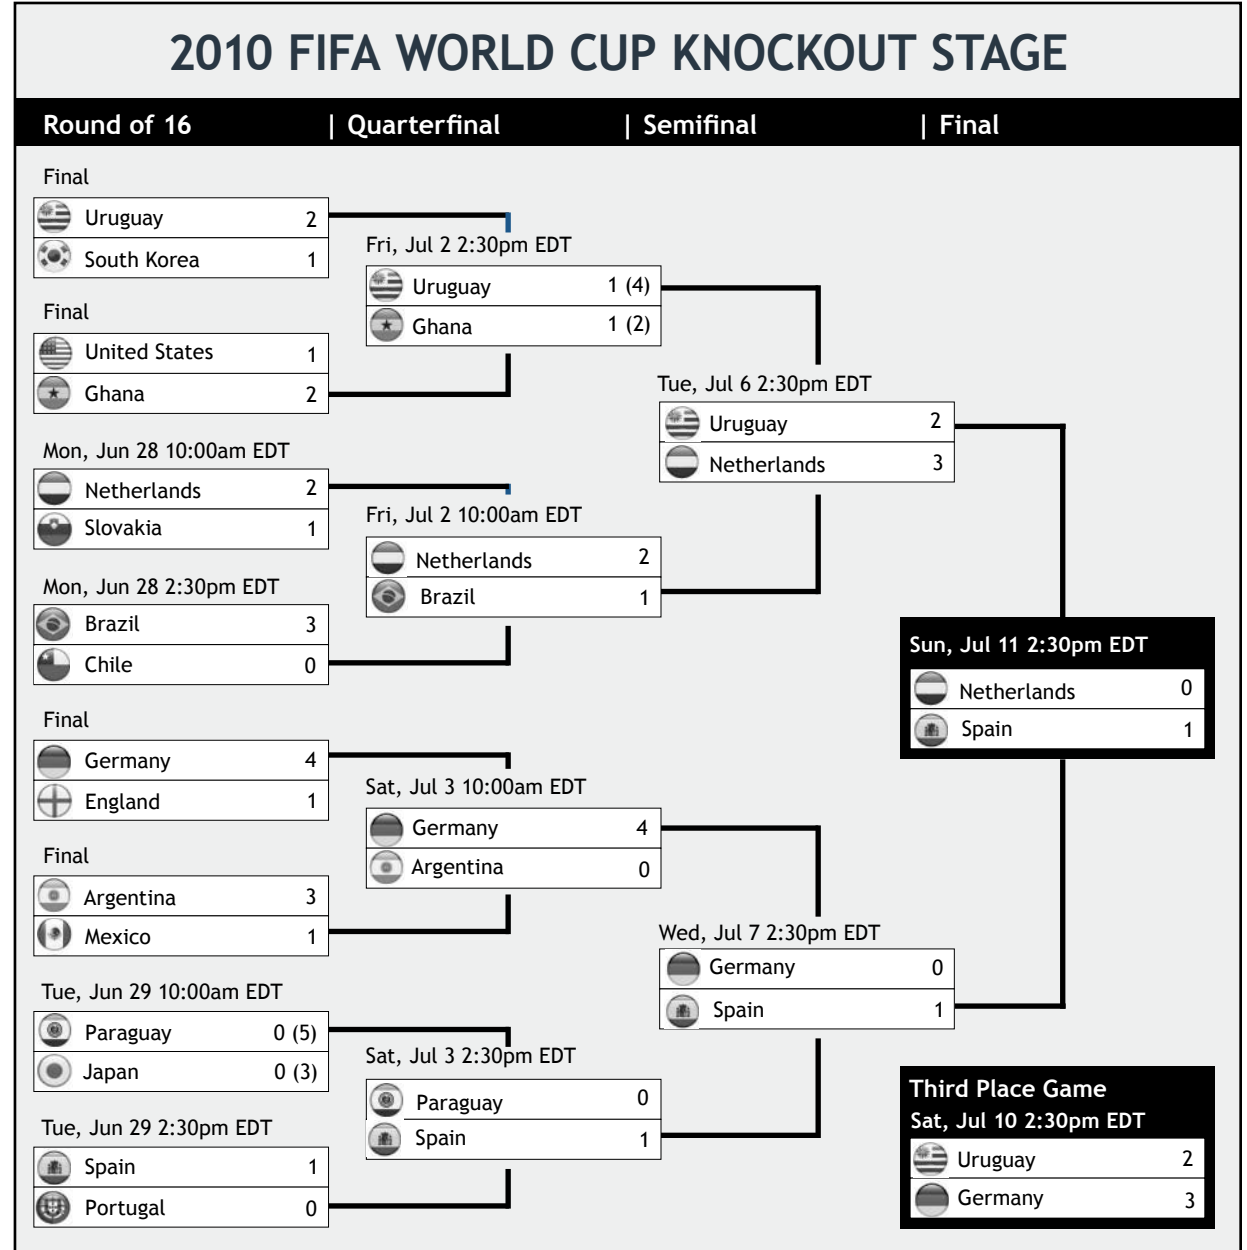 2010 FIFA WORLD CUP KNOCKOUT STAGE
Round of 16 | Quarterfinal | Semifinal | Final
Final
Uruguay 2
South Korea 1
Final
United States 1
Ghana 2
Mon, Jun 28 10:00am EDT
Netherlands 2
Slovakia 1
Mon, Jun 28 2:30pm EDT
Brazil 3
Chile 0
Final
Germany 4
England 1
Final
Argentina 3
Mexico 1
Tue, Jun 29 10:00am EDT
Paraguay 0 (5)
Japan 0 (3)
Tue, Jun 29 2:30pm EDT
Spain 1
Portugal 0
Fri, Jul 2 2:30pm EDT
Uruguay 1 (4)
Ghana 1 (2)
Fri, Jul 2 10:00am EDT
Netherlands 2
Brazil 1
Sat, Jul 3 10:00am EDT
Germany 4
Argentina 0
Sat, Jul 3 2:30pm EDT
Paraguay 0
Spain 1
Tue, Jul 6 2:30pm EDT
Uruguay 2
Netherlands 3
Wed, Jul 7 2:30pm EDT
Germany 0
Spain 1
Sun, Jul 11 2:30pm EDT
Netherlands 0
Spain 1
Third Place Game
Sat, Jul 10 2:30pm EDT
Uruguay 2
Germany 3